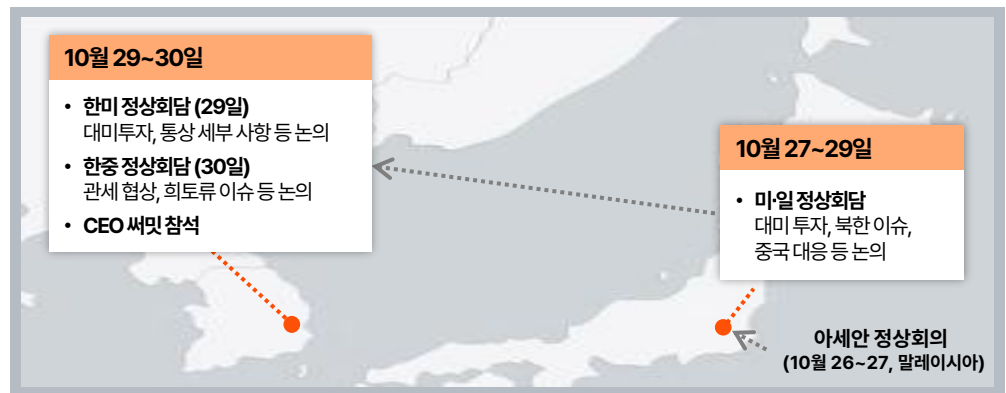 10월 29~30일
• 한미 정상회담 (29일)
대미투자, 통상 세부 사항 등 논의
• 한중 정상회담 (30일)
관세 협상, 희토류 이슈 등 논의
• CEO 써밋 참석
10월 27~29일
• 미·일 정상회담
대미 투자, 북한 이슈,
중국 대응 등 논의
아세안 정상회의
(10월 26~27, 말레이시아)